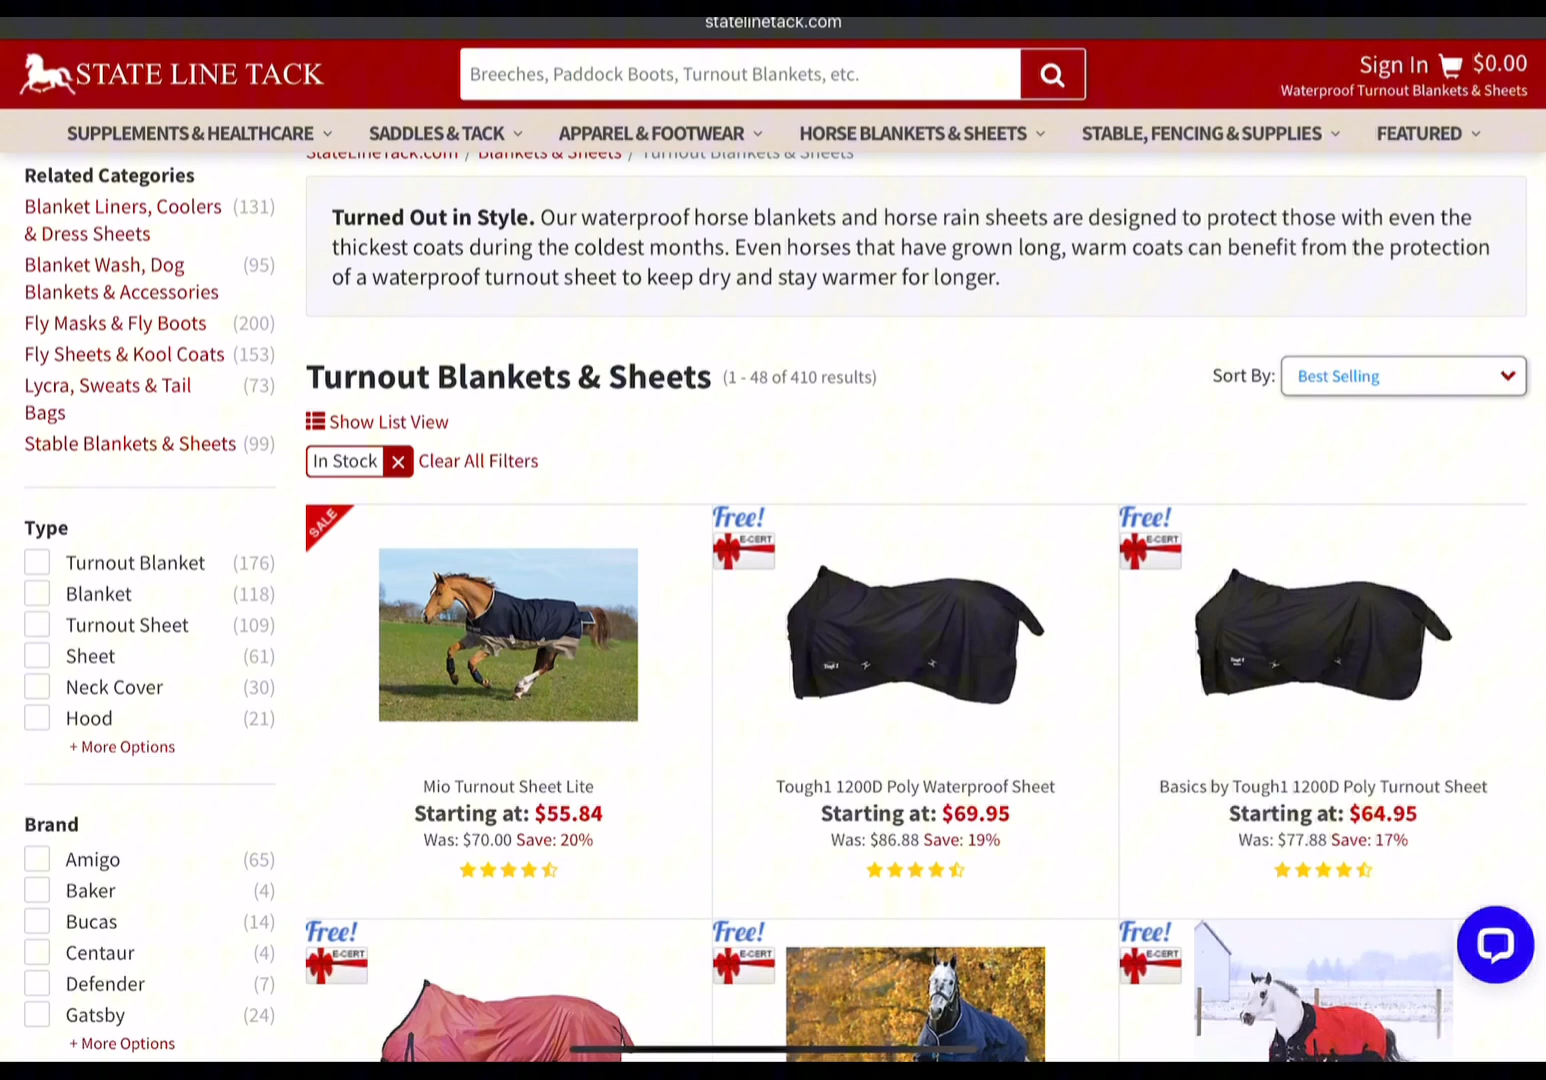 statelinetack.com
STATE LINE TACK
Breeches, Paddock Boots, Turnout Blankets, etc.
Sign In $0.00
Waterproof Turnout Blankets & Sheets
SUPPLEMENTS & HEALTHCARE SADDLES & TACK APPAREL & FOOTWEAR HORSE BLANKETS & SHEETS STABLE, FENCING & SUPPLIES FEATURED
StateLineTack.com / Blankets & Sheets / Turnout Blankets & Sheets
Related Categories
Blanket Liners, Coolers (131)
& Dress Sheets
Blanket Wash, Dog (95)
Blankets & Accessories
Fly Masks & Fly Boots (200)
Fly Sheets & Kool Coats (153)
Lycra, Sweats & Tail (73)
Bags
Stable Blankets & Sheets (99)
Type
Turnout Blanket (176)
Blanket (118)
Turnout Sheet (109)
Sheet (61)
Neck Cover (30)
Hood (21)
+ More Options
Brand
Amigo (65)
Baker (4)
Bucas (14)
Centaur (4)
Defender (7)
Gatsby (24)
+ More Options
Turned Out in Style. Our waterproof horse blankets and horse rain sheets are designed to protect those with even the
thickest coats during the coldest months. Even horses that have grown long, warm coats can benefit from the protection
of a waterproof turnout sheet to keep dry and stay warmer for longer.
Turnout Blankets & Sheets (1 - 48 of 410 results)
Sort By: Best Selling
Show List View
In Stock Clear All Filters
SALE
Mio Turnout Sheet Lite
Starting at: $55.84
Was: $70.00 Save: 20%
Free!
E-CERT
Tough1 1200D Poly Waterproof Sheet
Starting at: $69.95
Was: $86.88 Save: 19%
Free!
E-CERT
Basics by Tough1 1200D Poly Turnout Sheet
Starting at: $64.95
Was: $77.88 Save: 17%
Free!
E-CERT
Free!
E-CERT
Free!
E-CERT